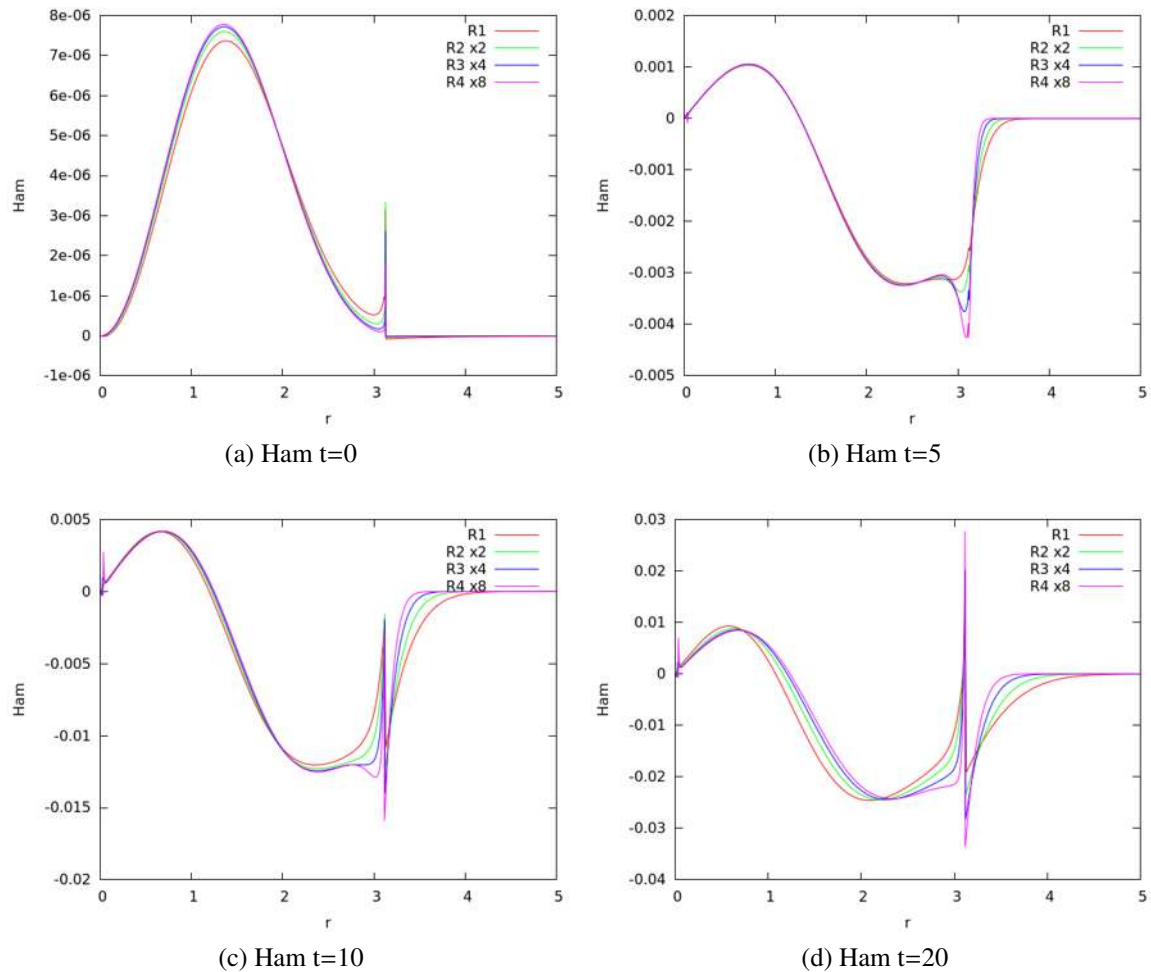 8e-06
7e-06
6e-06
5e-06
4e-06
3e-06
2e-06
1e-06
0
-1e-06
Ham
0 1 2 3 4 5
r
R1
R2 x2
R3 x4
R4 x8
(a) Ham t=0
0.002
0.001
0
-0.001
-0.002
-0.003
-0.004
-0.005
Ham
0 1 2 3 4 5
r
R1
R2 x2
R3 x4
R4 x8
(b) Ham t=5
0.005
0
-0.005
-0.01
-0.015
-0.02
Ham
0 1 2 3 4 5
r
R1
R2 x2
R3 x4
R4 x8
(c) Ham t=10
0.03
0.02
0.01
0
-0.01
-0.02
-0.03
-0.04
Ham
0 1 2 3 4 5
r
R1
R2 x2
R3 x4
R4 x8
(d) Ham t=20